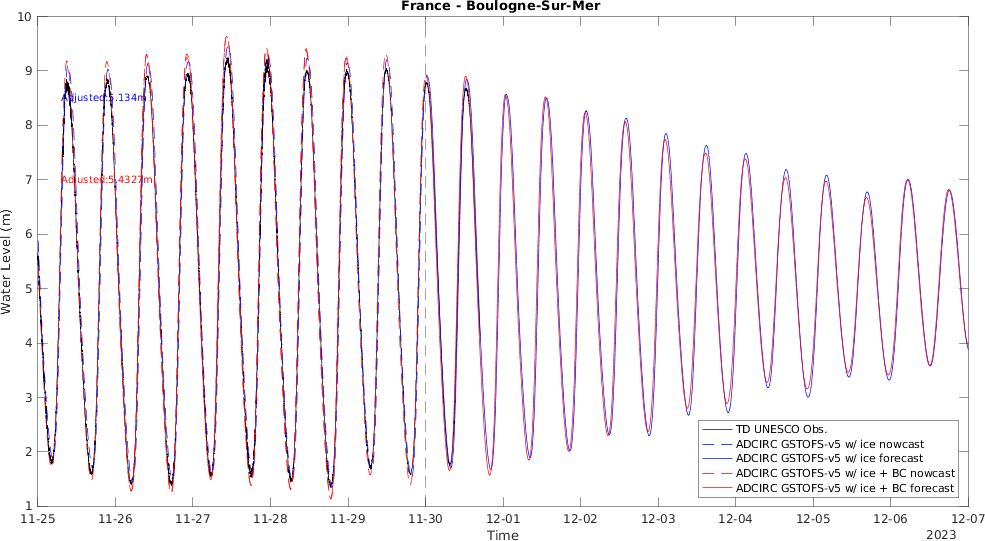 France - Boulogne-Sur-Mer
10
9
8
7
6
5
4
3
2
1
Water Level (m)
Adjusted:5.134m
Adjusted:5.4327m
TD UNESCO Obs.
ADCIRC GSTOFS-v5 w/ ice nowcast
ADCIRC GSTOFS-v5 w/ ice forecast
ADCIRC GSTOFS-v5 w/ ice + BC nowcast
ADCIRC GSTOFS-v5 w/ ice + BC forecast
11-25 11-26 11-27 11-28 11-29 11-30 12-01 12-02 12-03 12-04 12-05 12-06 12-07
Time
2023